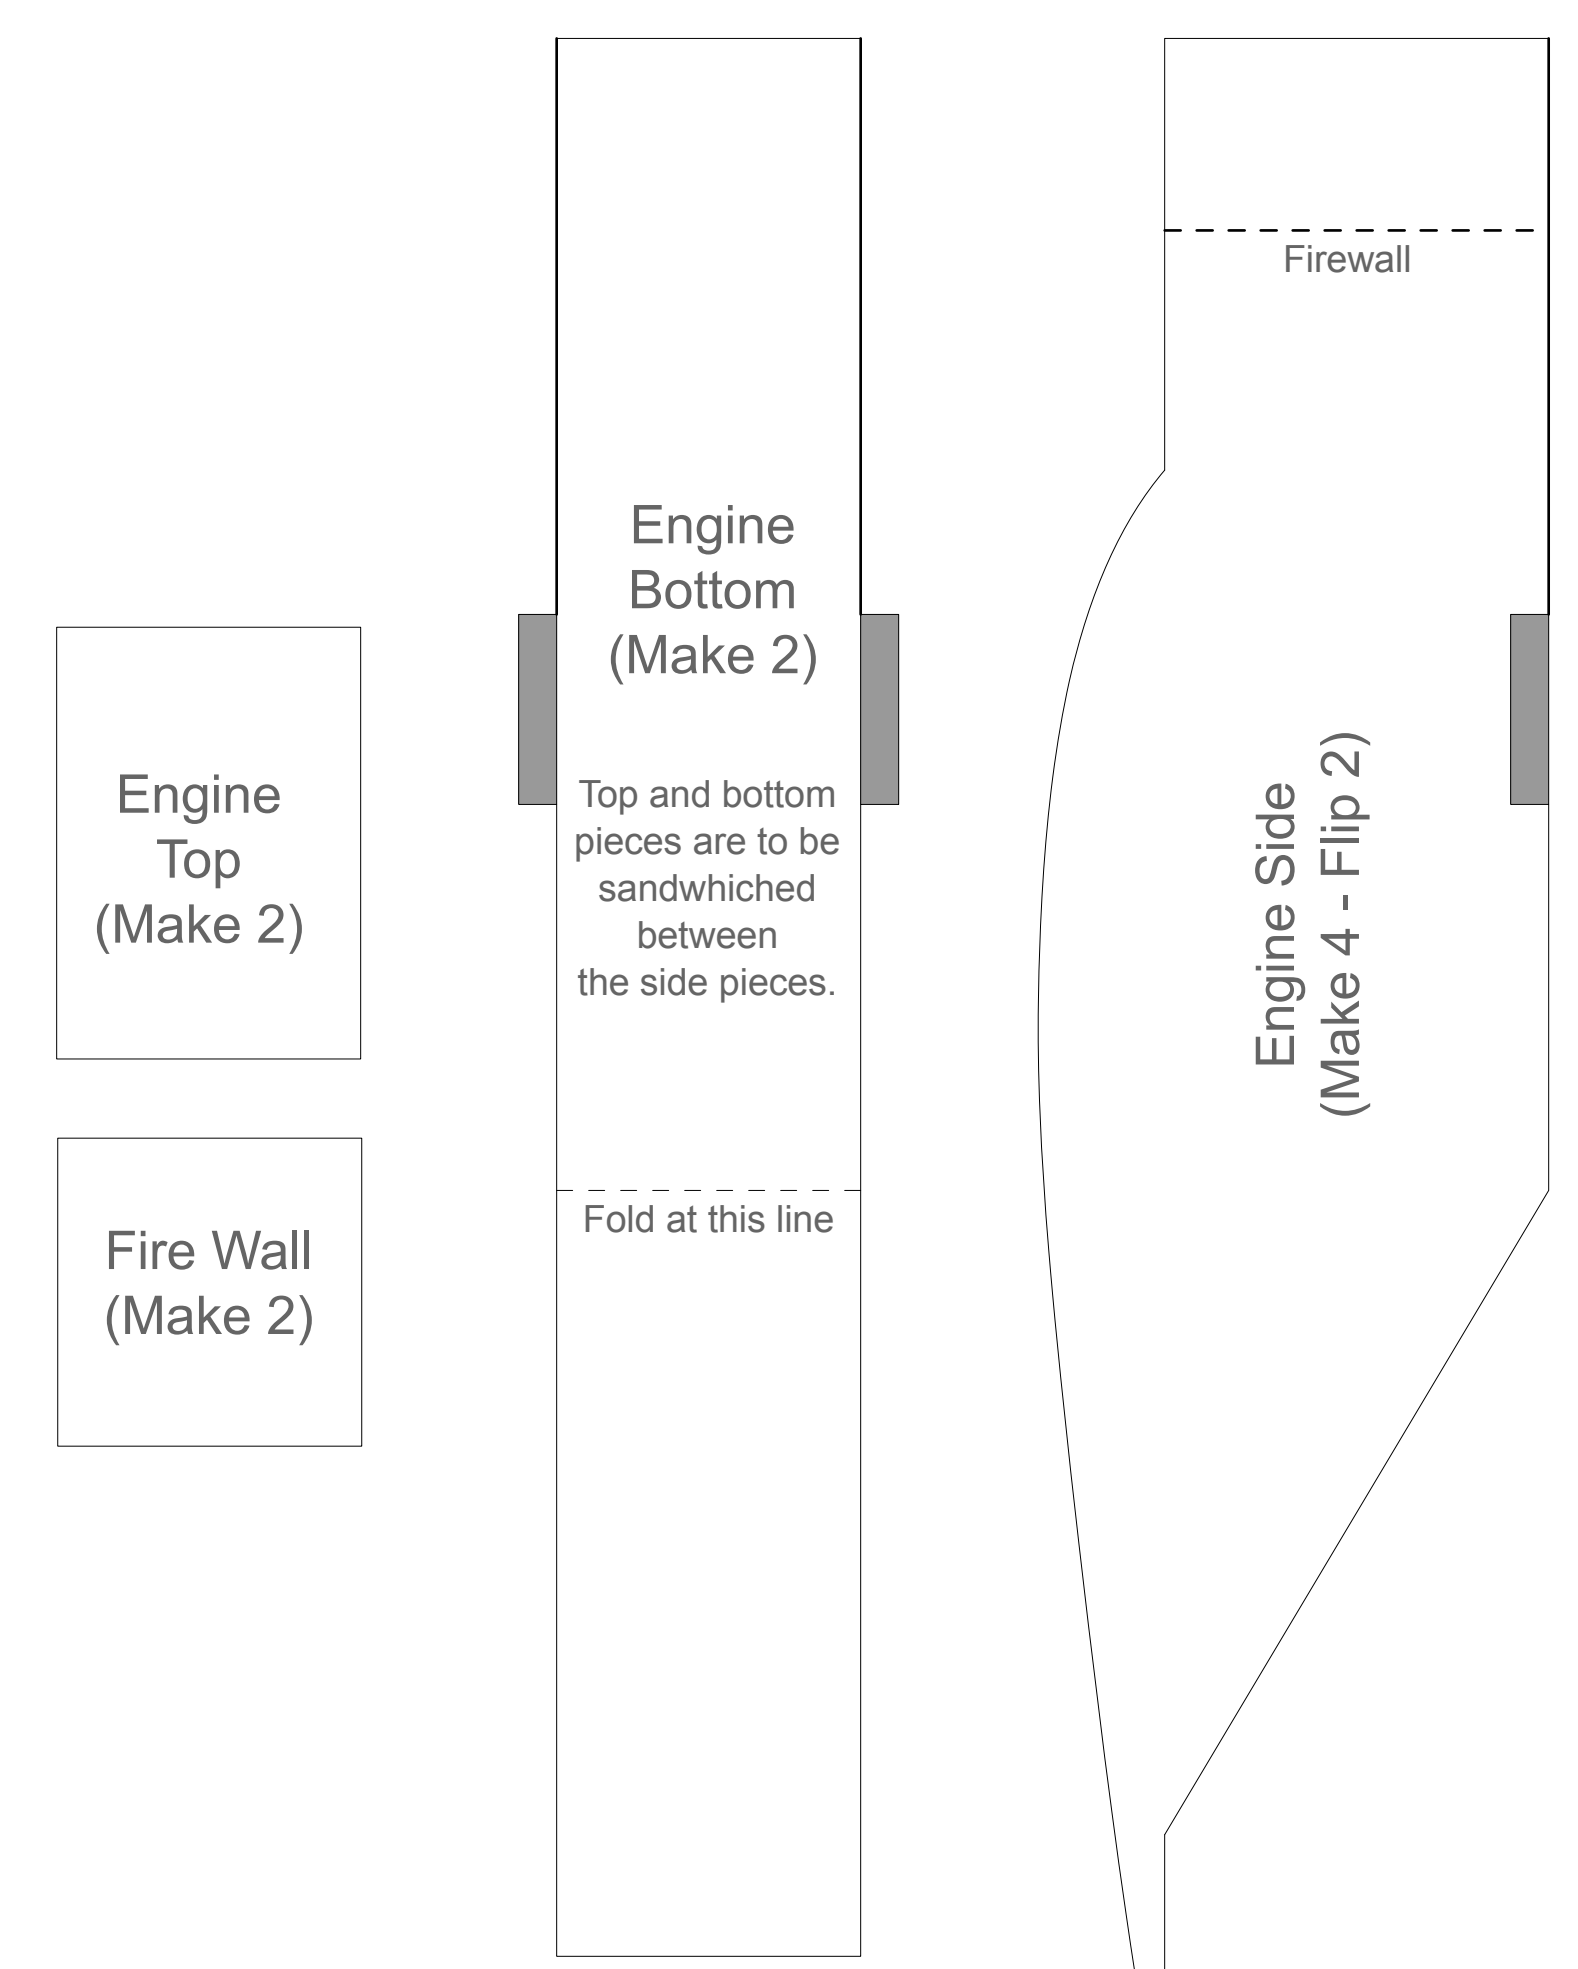 Engine
Top
(Make 2)
Fire Wall
(Make 2)
Engine
Bottom
(Make 2)
Top and bottom
pieces are to be
sandwhiched
between
the side pieces.
Fold at this line
Firewall
Engine Side
(Make 4 - Flip 2)